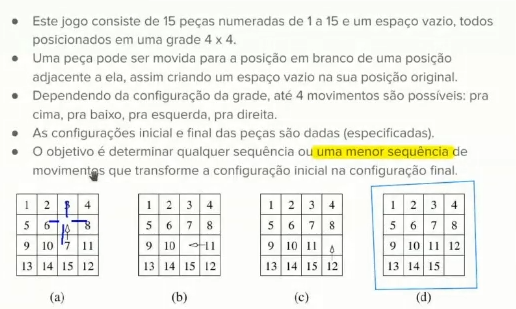 Este jogo consiste de 15 peças numeradas de 1 a 15 e um espaço vazio, todos
posicionados em uma grade 4 x 4.
Uma peça pode ser movida para a posição em branco de uma posição
adjacente a ela, assim criando um espaço vazio na sua posição original.
Dependendo da configuração da grade, até 4 movimentos são possíveis: pra
cima, pra baixo, pra esquerda, pra direita.
As configurações inicial e final das peças são dadas (especificadas).
O objetivo é determinar qualquer sequência ou uma menor sequência de
movimentos que transforme a configuração inicial na configuração final.
1 2 3 4
5 6 8
9 10 7 11
13 14 15 12
(a)
1 2 3 4
5 6 7 8
9 10 11
13 14 15 12
(b)
1 2 3 4
5 6 7 8
9 10 11
13 14 15 12
(c)
1 2 3 4
5 6 7 8
9 10 11 12
13 14 15
(d)